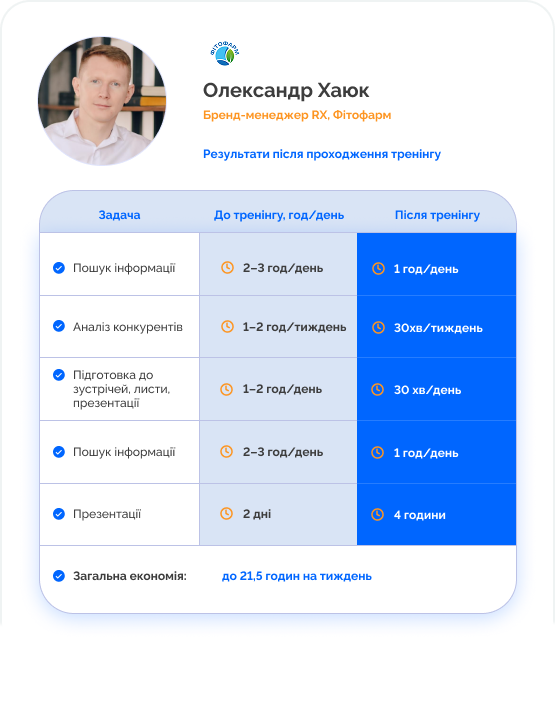 ФІТОФАРМ
Олександр Хаюк
Бренд-менеджер RX, Фітофарм
Результати після проходження тренінгу
Задача До тренінгу, год/день Після тренінгу
Пошук інформації 2–3 год/день 1 год/день
Аналіз конкурентів 1–2 год/тиждень 30хв/тиждень
Підготовка до
зустрічей, листи, 1–2 год/день 30 хв/день
презентації
Пошук інформації 2–3 год/день 1 год/день
Презентації 2 дні 4 години
Загальна економія: до 21,5 годин на тиждень